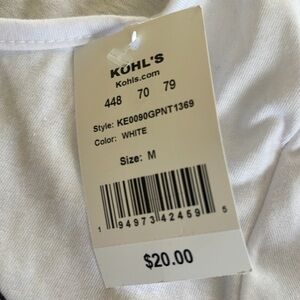 KOHL'S
Kohls.com
448 70 79
Style: KE0090GPNT1369
Color: WHITE
Size: M
1 94973 42459 5
$20.00